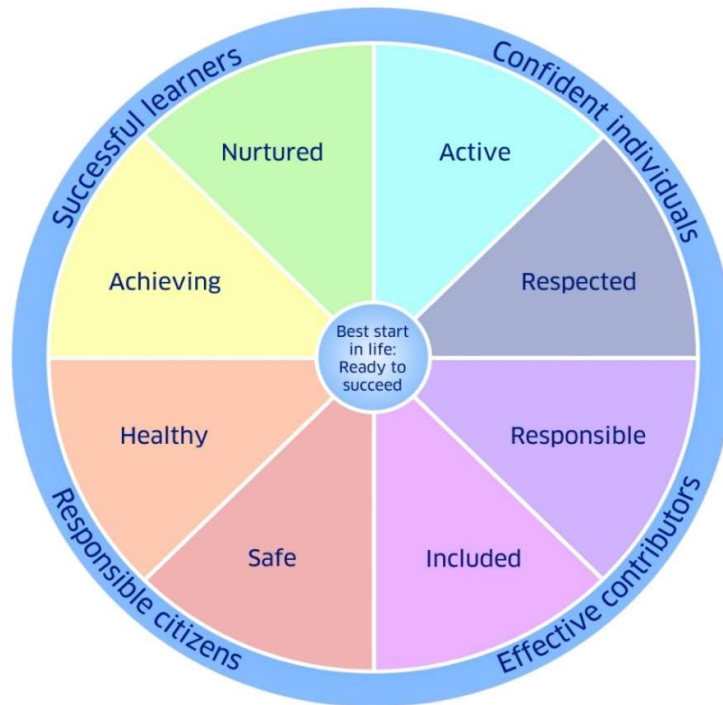 Successful learners
Confident individuals
Nurtured
Active
Achieving
Respected
Best start
in life:
Ready to
succeed
Healthy
Responsible
Safe
Included
Responsible citizens
Effective contributors